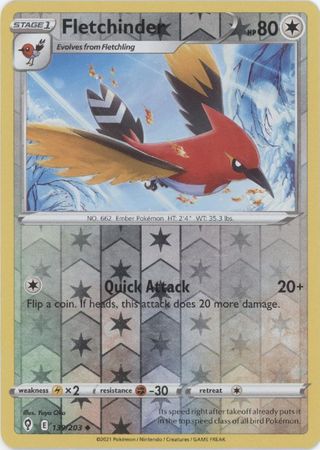 STAGE 1
Fletchinder
HP 80
Evolves from Fletchling
NO. 662 Ember Pokémon HT: 2'4" WT: 35.3 lbs.
Quick Attack 20+
Flip a coin. If heads, this attack does 20 more damage.
weakness ×2 resistance -30 retreat
Illus. Yuya Oka
E 139/203
Its speed right after takeoff already puts it
in the top speed class of all bird Pokémon.
©2021 Pokémon / Nintendo / Creatures / GAME FREAK